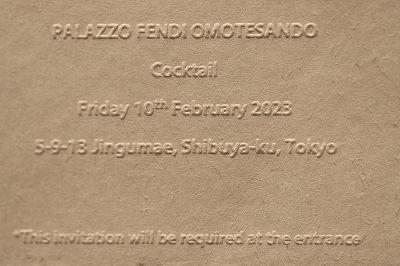 PALAZZO FENDI OMOTESANDO
Cocktail
Friday 10th February 2023
5-9-13 Jingumae, Shibuya-ku, Tokyo
*This invitation will be required at the entrance